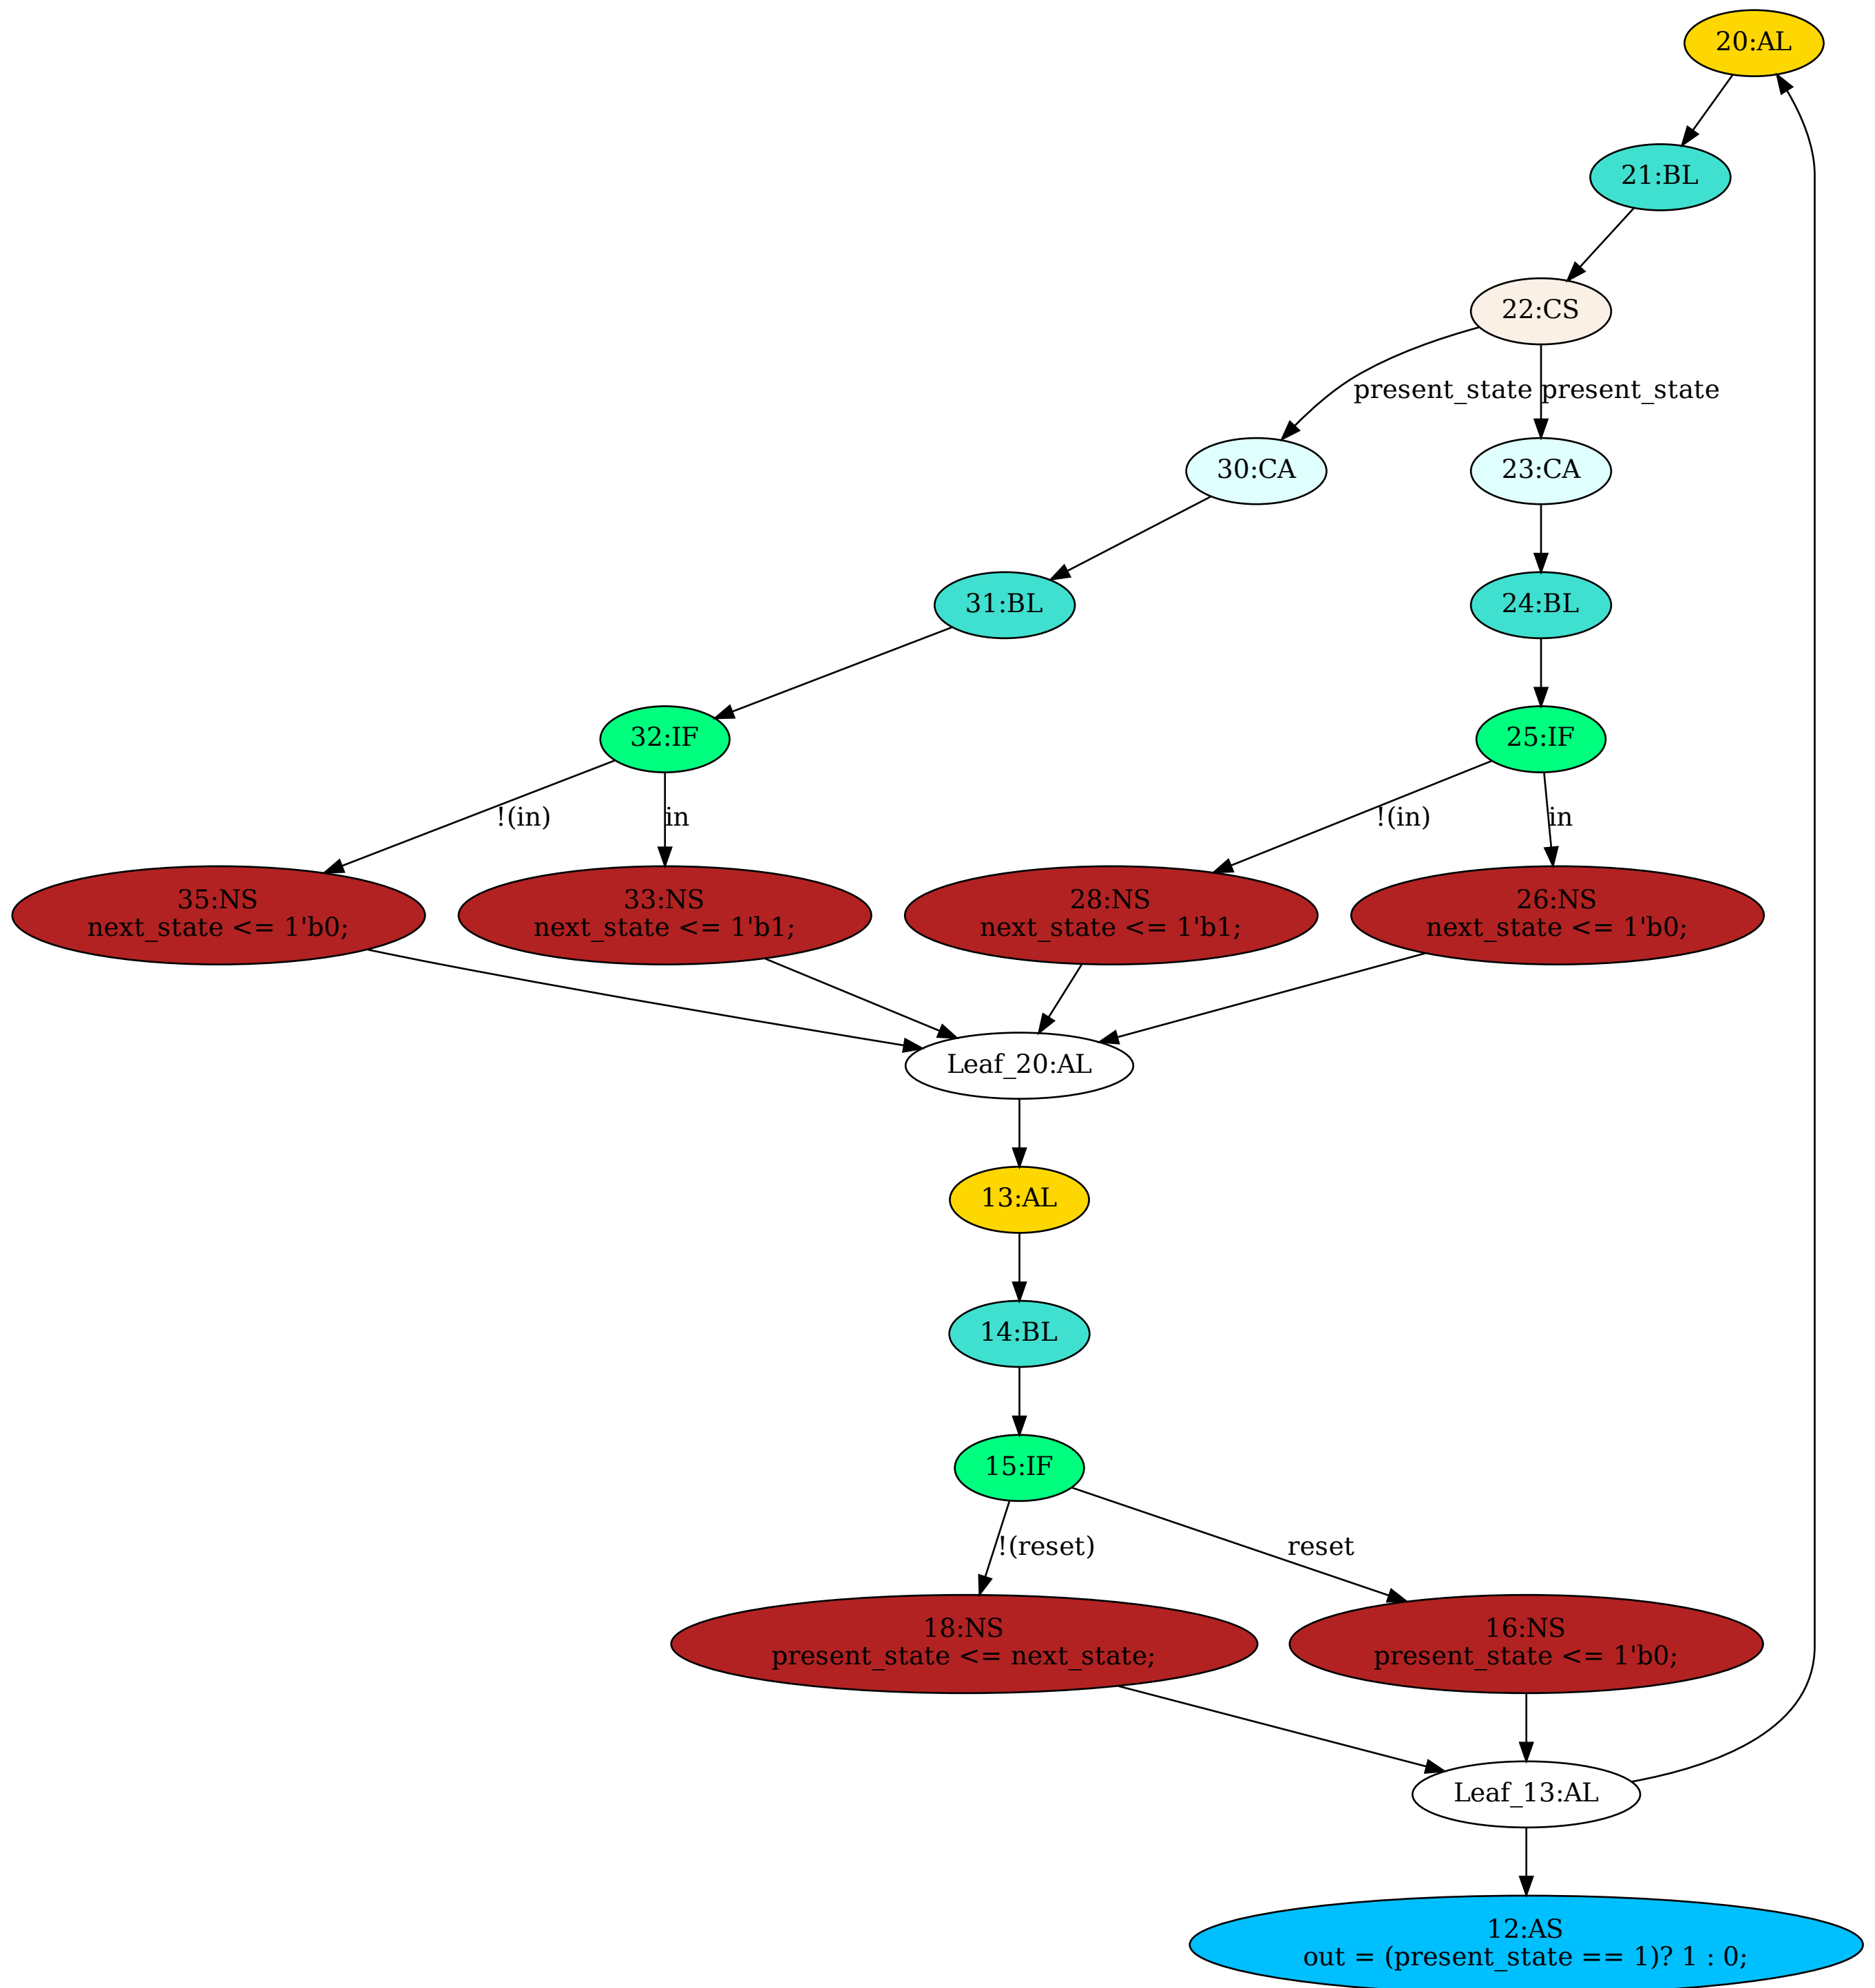 20:AL
21:BL
22:CS
present_state
present_state
30:CA
23:CA
31:BL
24:BL
32:IF
25:IF
!(in)
in
!(in)
in
35:NS
next_state <= 1'b0;
33:NS
next_state <= 1'b1;
28:NS
next_state <= 1'b1;
26:NS
next_state <= 1'b0;
Leaf_20:AL
13:AL
14:BL
15:IF
!(reset)
reset
18:NS
present_state <= next_state;
16:NS
present_state <= 1'b0;
Leaf_13:AL
12:AS
out = (present_state == 1)? 1 : 0;